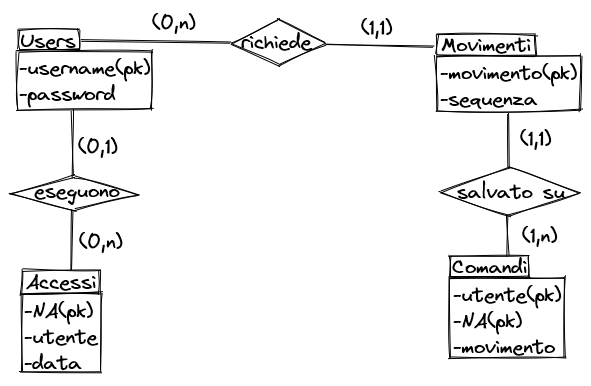 (0,n)
(1,1)
Users
richiede
Movimenti
-username(pk)
-password
-movimento(pk)
-sequenza
(0,1)
(1,1)
eseguono
salvato su
(0,n)
(1,n)
Accessi
-NA(pk)
-utente
-data
Comandi
-utente(pk)
-NA(pk)
-movimento